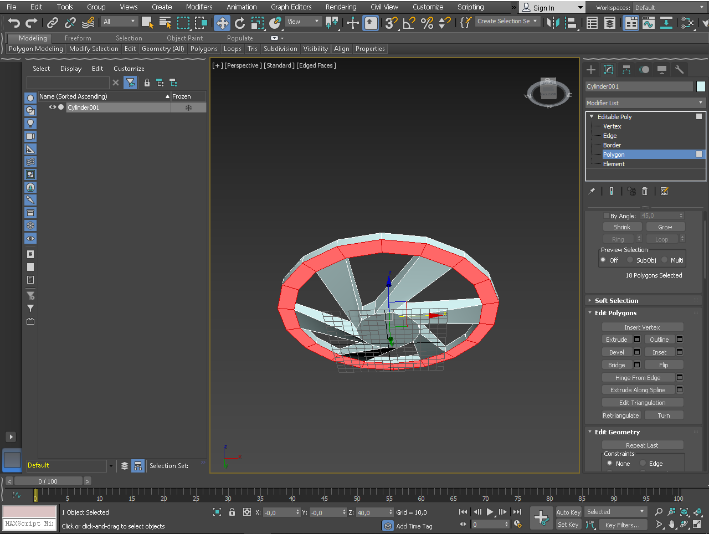 File Edit Tools Group Views Create Modifiers Animation Graph Editors Rendering Civil View Customize Scripting Sign In Workspaces: Default
All View Create Selection Se
Modeling Freeform Selection Object Paint Populate
Polygon Modeling Modify Selection Edit Geometry (All) Polygons Loops Tris Subdivision Visibility Align Properties
Select Display Edit Customize
Name (Sorted Ascending) Frozen
Cylinder001
[+] [Perspective] [Standard] [Edged Faces]
Cylinder001
Modifier List
Editable Poly
Vertex
Edge
Border
Polygon
Element
By Angle: 45,0
Shrink Grow
Ring Loop
Preview Selection
Off SubObj Multi
10 Polygons Selected
Soft Selection
Edit Polygons
Insert Vertex
Extrude Outline
Bevel Inset
Bridge Flip
Hinge From Edge
Extrude Along Spline
Edit Triangulation
Retriangulate Turn
Edit Geometry
Repeat Last
Constraints
None Edge
Default Selection Set:
0 / 100
0 5 10 15 20 25 30 35 40 45 50 55 60 65 70 75 80 85 90 95 100
1 Object Selected X: -0,0 Y: -0,0 Z: 40,0 Grid = 10,0 Auto Key Selected
MAXScript Mi Click or click-and-drag to select objects Add Time Tag 0 Set Key Key Filters...